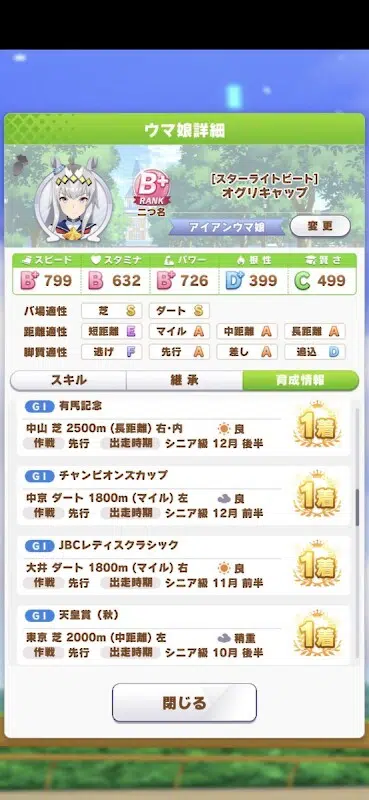 ウマ娘詳細
B+
RANK
二つ名
[スターライトビート]
オグリキャップ
アイアンウマ娘
変更
スピード スタミナ パワー 根性 賢さ
B+ 799 B 632 B+ 726 D+ 399 C 499
バ場適性 芝 S ダート S
距離適性 短距離 E マイル A 中距離 A 長距離 A
脚質適性 逃げ F 先行 A 差し A 追込 D
スキル 継承 育成情報
GI 有馬記念
中山 芝 2500m (長距離) 右・内 良
作戦 先行 出走時期 シニア級 12月 後半
1着
GI チャンピオンズカップ
中京 ダート 1800m (マイル) 左 良
作戦 先行 出走時期 シニア級 12月 前半
1着
GI JBCレディスクラシック
大井 ダート 1800m (マイル) 右 良
作戦 先行 出走時期 シニア級 11月 前半
1着
GI 天皇賞（秋）
東京 芝 2000m (中距離) 左 稍重
作戦 先行 出走時期 シニア級 10月 後半
1着
閉じる